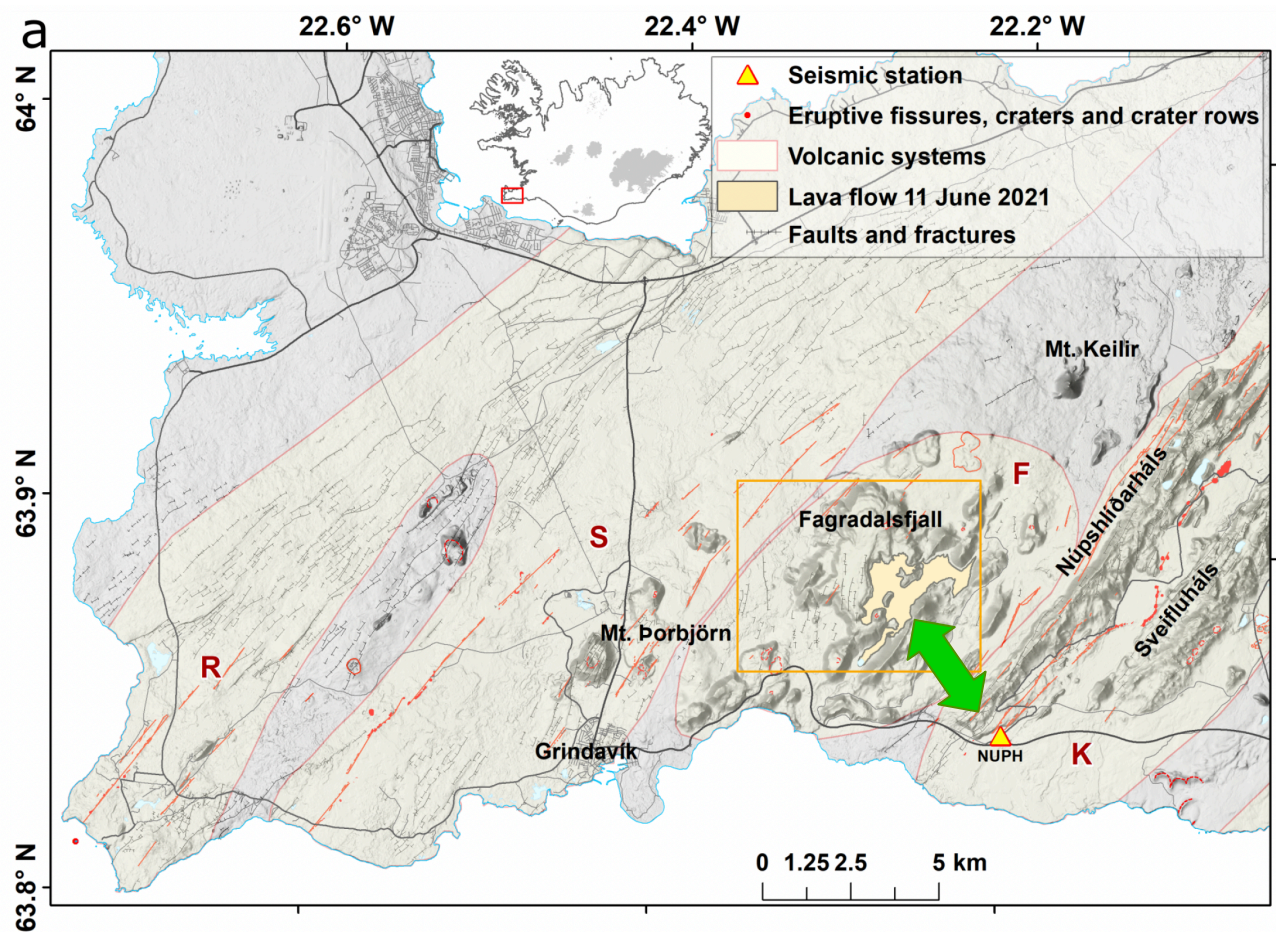 a
22.6° W
22.4° W
22.2° W
64° N
63.9° N
63.8° N
Seismic station
Eruptive fissures, craters and crater rows
Volcanic systems
Lava flow 11 June 2021
Faults and fractures
Mt. Keilir
F
Fagradalsfjall
Núpshlíðarháls
S
Sveifluháls
Mt. Þorbjörn
R
Grindavík
NUPH
K
0 1.25 2.5 5 km